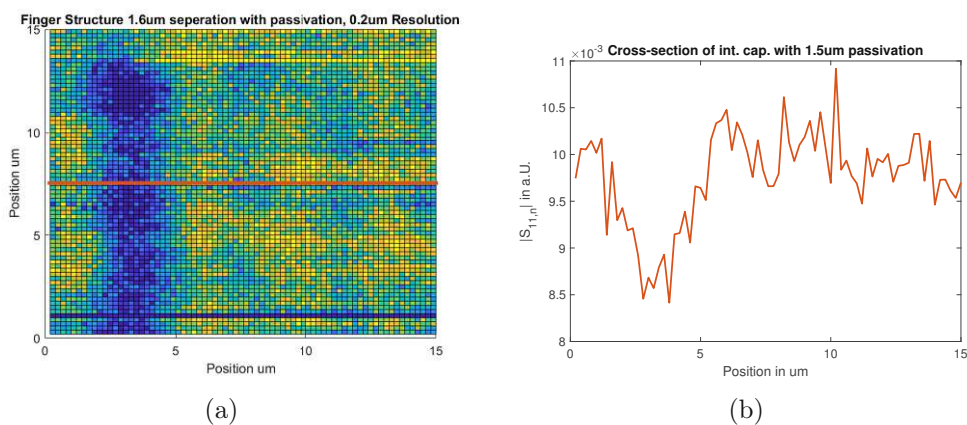 Finger Structure 1.6um seperation with passivation, 0.2um Resolution
15
10
5
0
Position um
0 5 10 15
Position um
(a)
×10⁻³ Cross-section of int. cap. with 1.5um passivation
11
10.5
10
9.5
9
8.5
8
|S₁₁,ₙ| in a.U.
0 5 10 15
Position in um
(b)